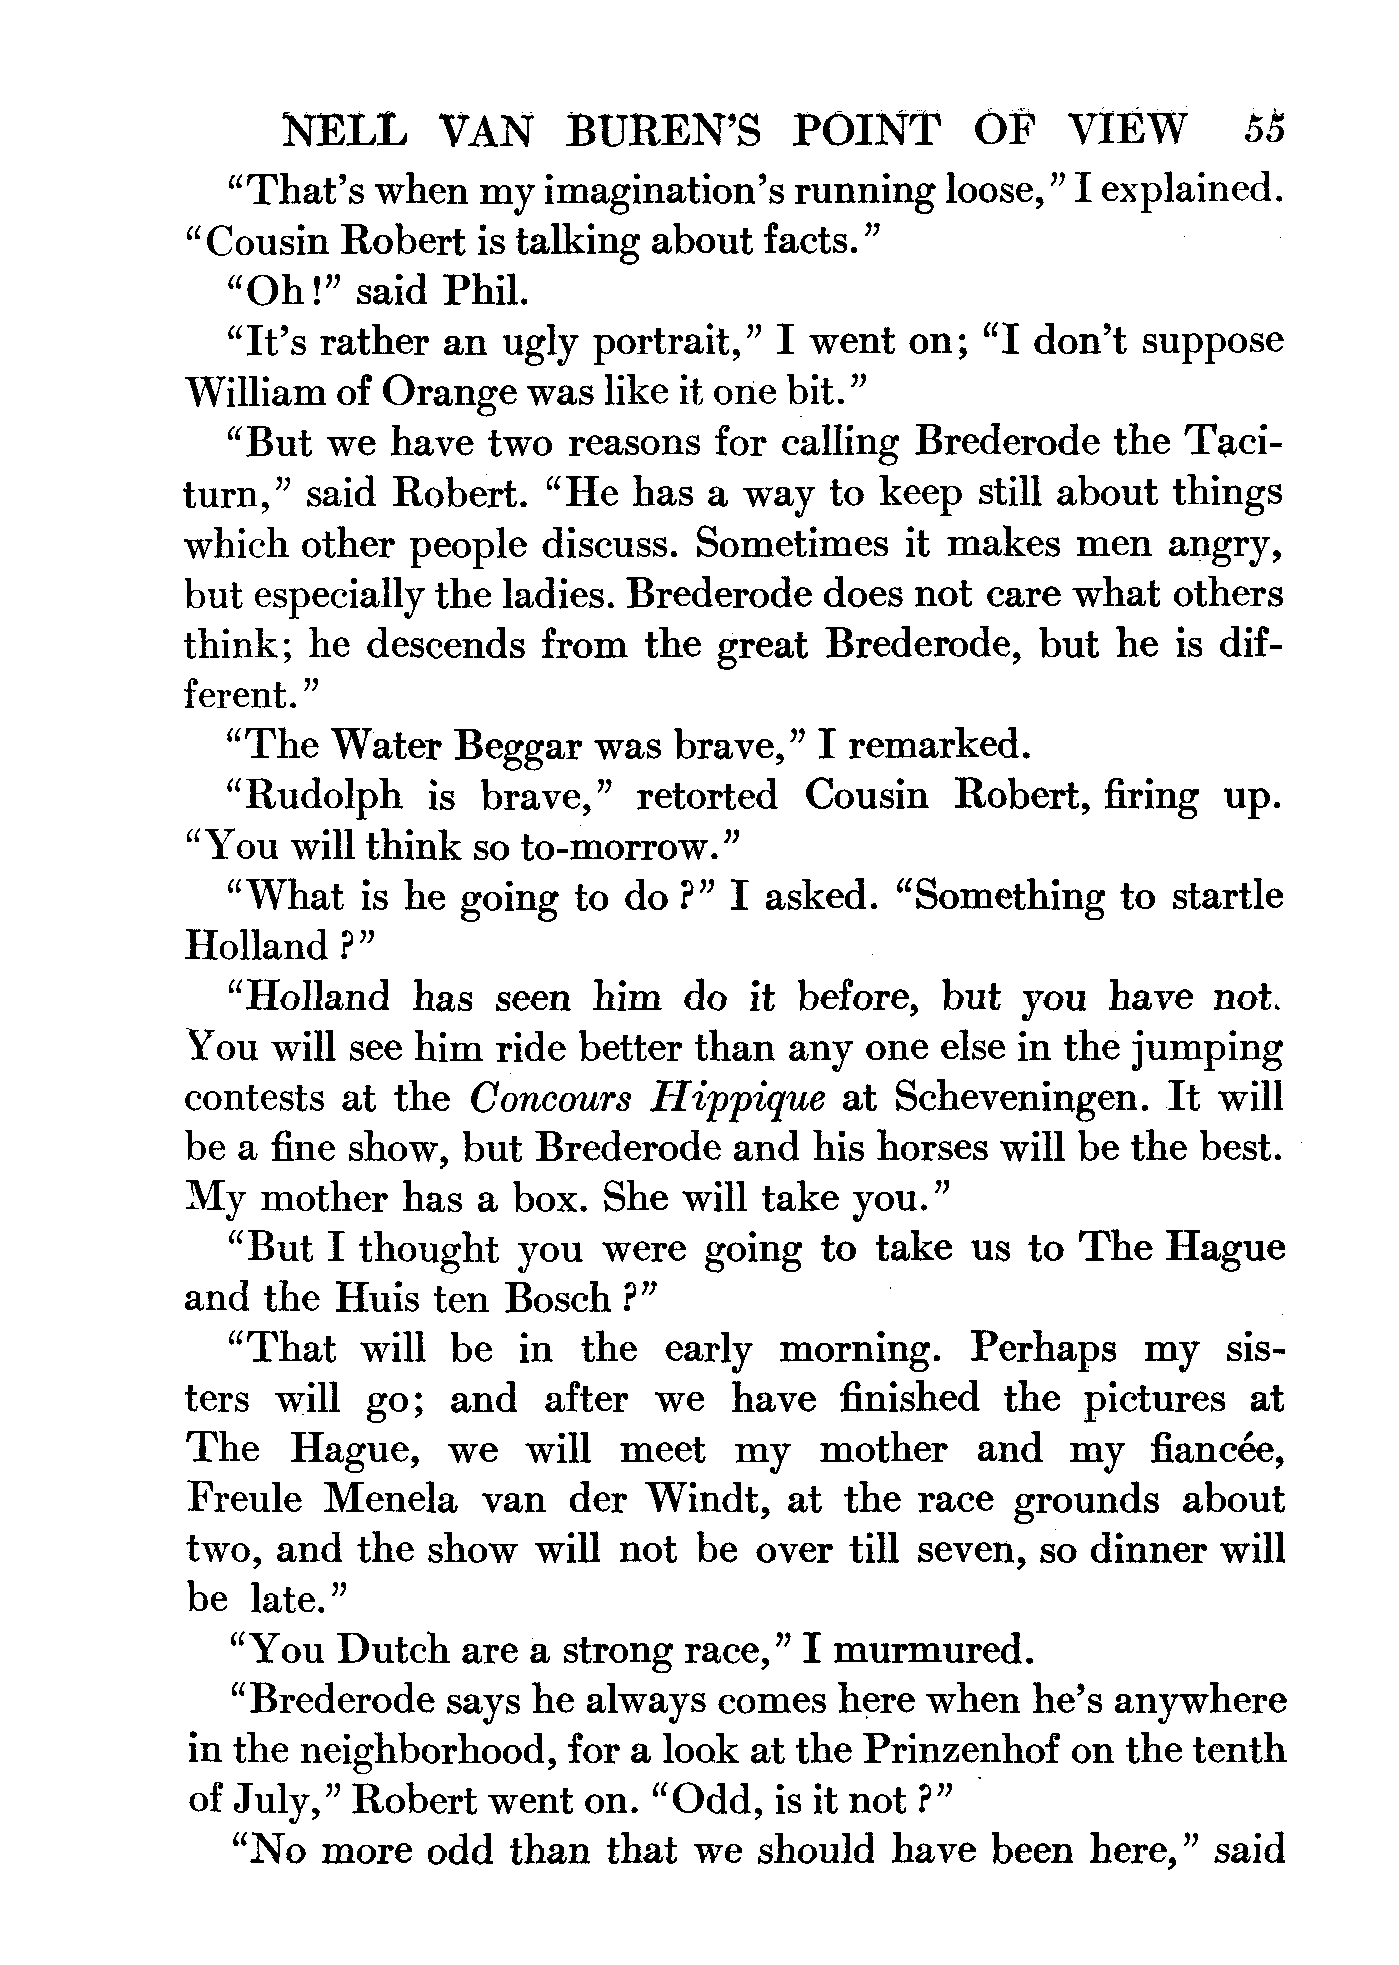 NELL VAN BUREN'S POINT OF VIEW 55
“That's when my imagination's running loose,” I explained.
“Cousin Robert is talking about facts.”
“Oh!” said Phil.
“It's rather an ugly portrait,” I went on; “I don't suppose
William of Orange was like it one bit.”
“But we have two reasons for calling Brederode the Taci-
turn,” said Robert. “He has a way to keep still about things
which other people discuss. Sometimes it makes men angry,
but especially the ladies. Brederode does not care what others
think; he descends from the great Brederode, but he is dif-
ferent.”
“The Water Beggar was brave,” I remarked.
“Rudolph is brave,” retorted Cousin Robert, firing up.
“You will think so to-morrow.”
“What is he going to do?” I asked. “Something to startle
Holland?”
“Holland has seen him do it before, but you have not.
You will see him ride better than any one else in the jumping
contests at the Concours Hippique at Scheveningen. It will
be a fine show, but Brederode and his horses will be the best.
My mother has a box. She will take you.”
“But I thought you were going to take us to The Hague
and the Huis ten Bosch?”
“That will be in the early morning. Perhaps my sis-
ters will go; and after we have finished the pictures at
The Hague, we will meet my mother and my fiancée,
Freule Menela van der Windt, at the race grounds about
two, and the show will not be over till seven, so dinner will
be late.”
“You Dutch are a strong race,” I murmured.
“Brederode says he always comes here when he's anywhere
in the neighborhood, for a look at the Prinzenhof on the tenth
of July,” Robert went on. “Odd, is it not?”
“No more odd than that we should have been here,” said